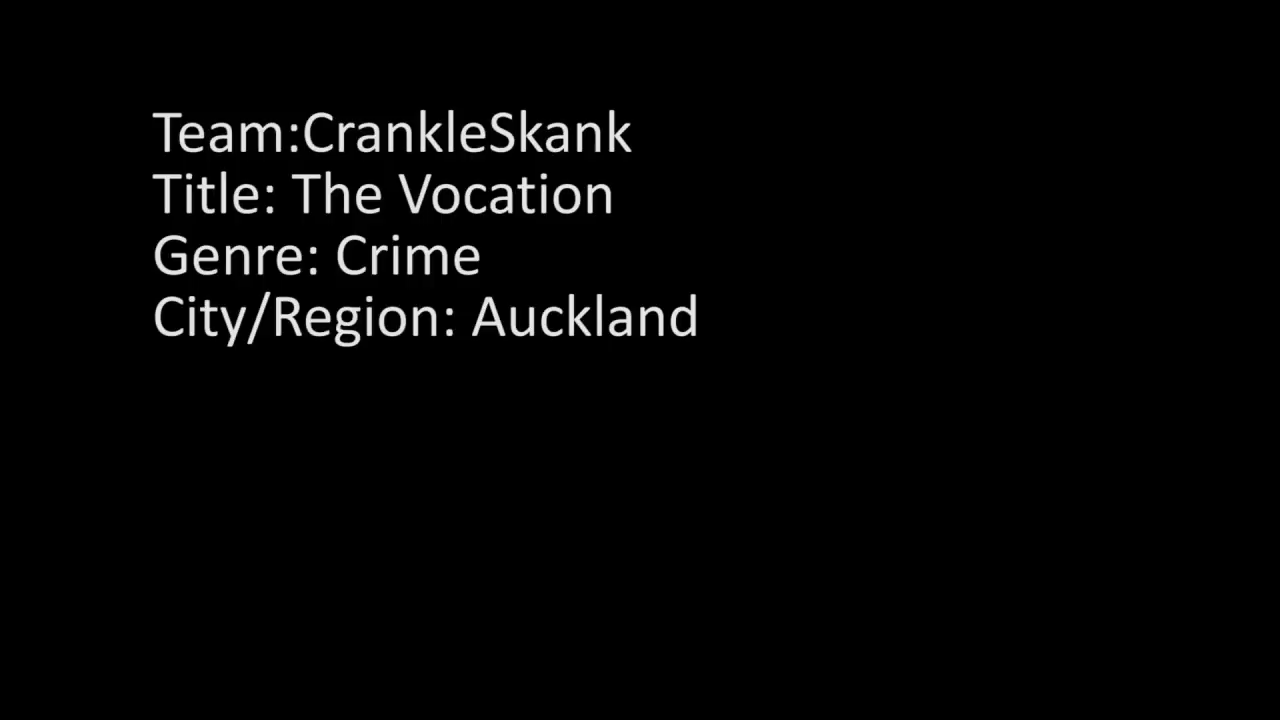 Team:CrankleSkank
Title: The Vocation
Genre: Crime
City/Region: Auckland